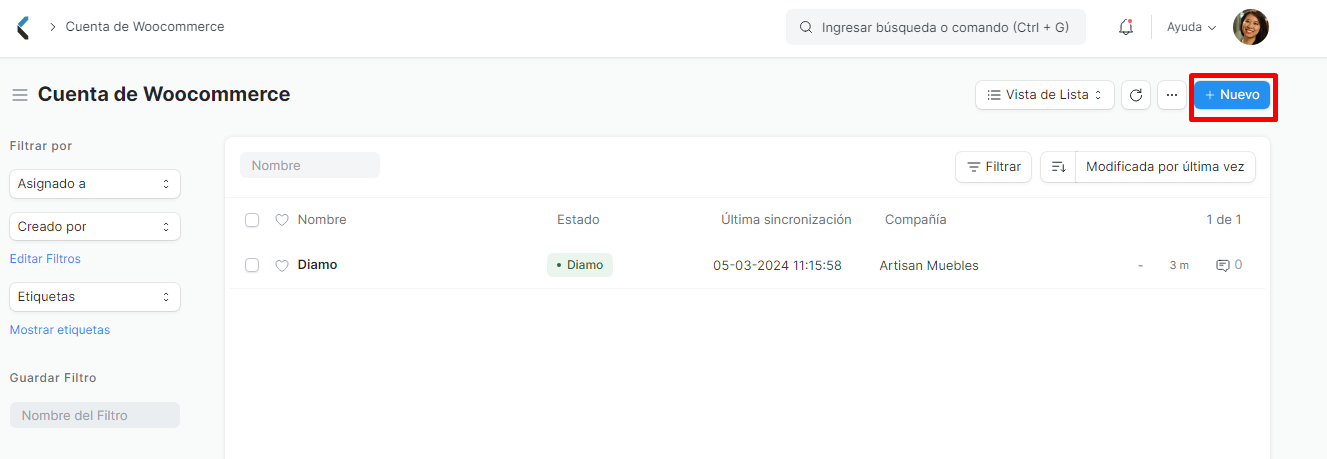 Cuenta de Woocommerce
Ingresar búsqueda o comando (Ctrl + G)
Ayuda
Cuenta de Woocommerce
Vista de Lista
...
+ Nuevo
Filtrar por
Asignado a
Creado por
Editar Filtros
Etiquetas
Mostrar etiquetas
Guardar Filtro
Nombre del Filtro
Nombre
Filtrar
Modificada por última vez
Nombre Estado Última sincronización Compañía 1 de 1
Diamo • Diamo 05-03-2024 11:15:58 Artisan Muebles - 3 m 0